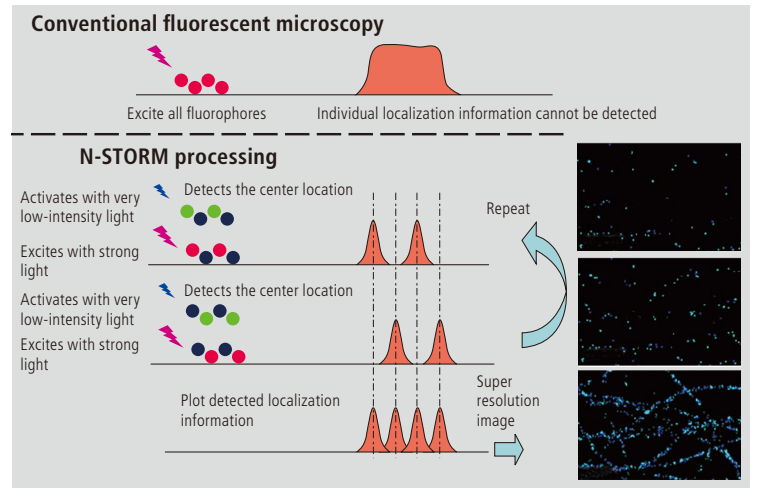 Conventional fluorescent microscopy
Excite all fluorophores
Individual localization information cannot be detected
N-STORM processing
Activates with very
low-intensity light
Detects the center location
Excites with strong
light
Repeat
Activates with very
low-intensity light
Detects the center location
Excites with strong
light
Plot detected localization
information
Super
resolution
image